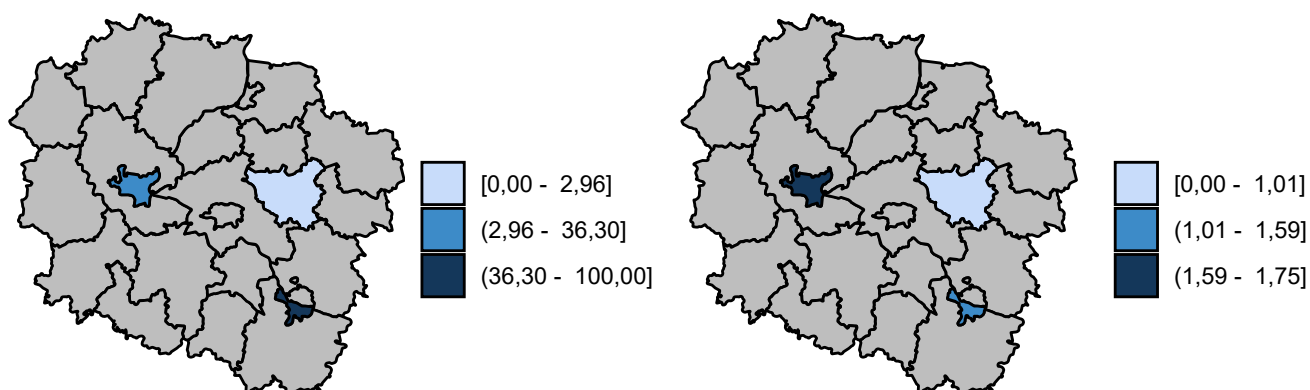 [0,00 -  2,96]
(2,96 -  36,30]
(36,30 -  100,00]
[0,00 -  1,01]
(1,01 -  1,59]
(1,59 -  1,75]